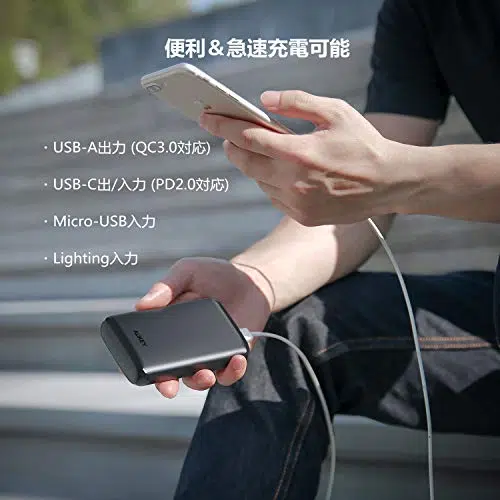 便利＆急速充電可能
・USB-A出力 (QC3.0対応)
・USB-C出/入力 (PD2.0対応)
・Micro-USB入力
・Lighting入力
AUKEY